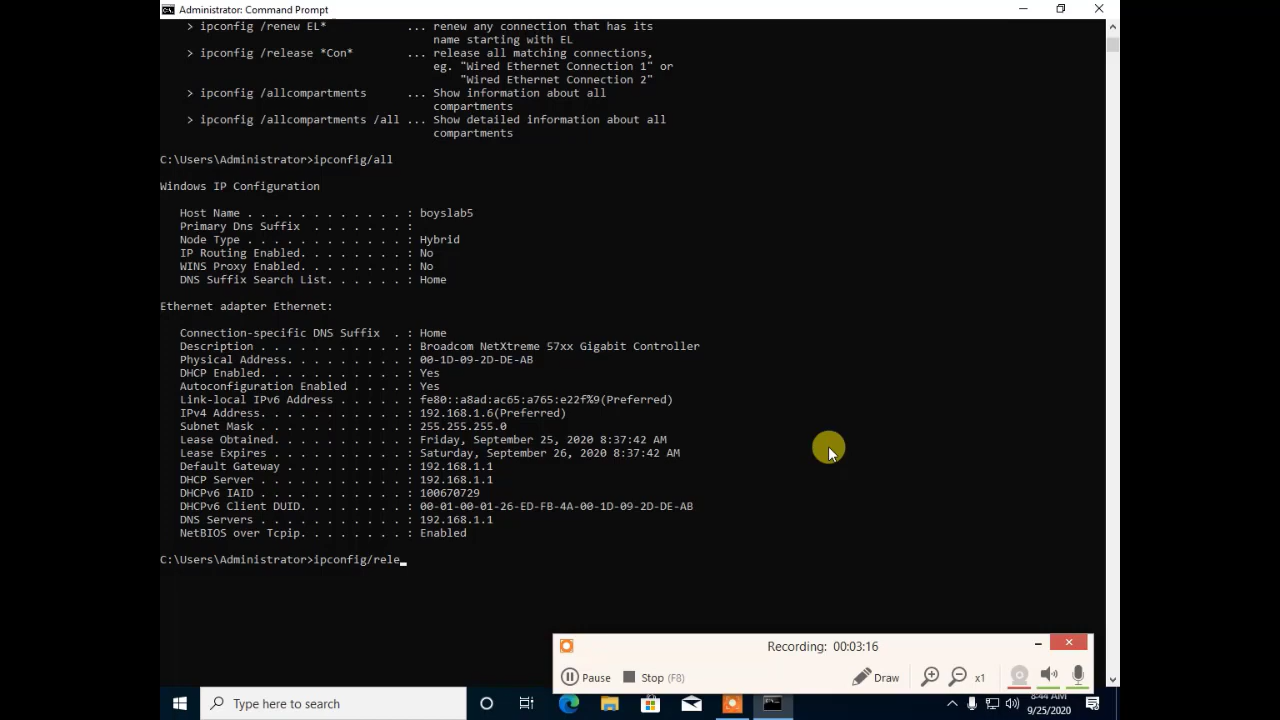 Administrator: Command Prompt
> ipconfig /renew EL* ... renew any connection that has its
name starting with EL
> ipconfig /release *Con* ... release all matching connections,
eg. "Wired Ethernet Connection 1" or
"Wired Ethernet Connection 2"
> ipconfig /allcompartments ... Show information about all
compartments
> ipconfig /allcompartments /all ... Show detailed information about all
compartments
C:\Users\Administrator>ipconfig/all
Windows IP Configuration
Host Name . . . . . . . . . . . . : boyslab5
Primary Dns Suffix . . . . . . . :
Node Type . . . . . . . . . . . . : Hybrid
IP Routing Enabled. . . . . . . . : No
WINS Proxy Enabled. . . . . . . . : No
DNS Suffix Search List. . . . . . : Home
Ethernet adapter Ethernet:
Connection-specific DNS Suffix . : Home
Description . . . . . . . . . . . : Broadcom NetXtreme 57xx Gigabit Controller
Physical Address. . . . . . . . . : 00-1D-09-2D-DE-AB
DHCP Enabled. . . . . . . . . . . : Yes
Autoconfiguration Enabled . . . . : Yes
Link-local IPv6 Address . . . . . : fe80::a8ad:ac65:a765:e22f%9(Preferred)
IPv4 Address. . . . . . . . . . . : 192.168.1.6(Preferred)
Subnet Mask . . . . . . . . . . . : 255.255.255.0
Lease Obtained. . . . . . . . . . : Friday, September 25, 2020 8:37:42 AM
Lease Expires . . . . . . . . . . : Saturday, September 26, 2020 8:37:42 AM
Default Gateway . . . . . . . . . : 192.168.1.1
DHCP Server . . . . . . . . . . . : 192.168.1.1
DHCPv6 IAID . . . . . . . . . . . : 100670729
DHCPv6 Client DUID. . . . . . . . : 00-01-00-01-26-ED-FB-4A-00-1D-09-2D-DE-AB
DNS Servers . . . . . . . . . . . : 192.168.1.1
NetBIOS over Tcpip. . . . . . . . : Enabled
C:\Users\Administrator>ipconfig/rele
Recording: 00:03:16
Pause Stop (F8) Draw x1
Type here to search
8:44 AM
9/25/2020